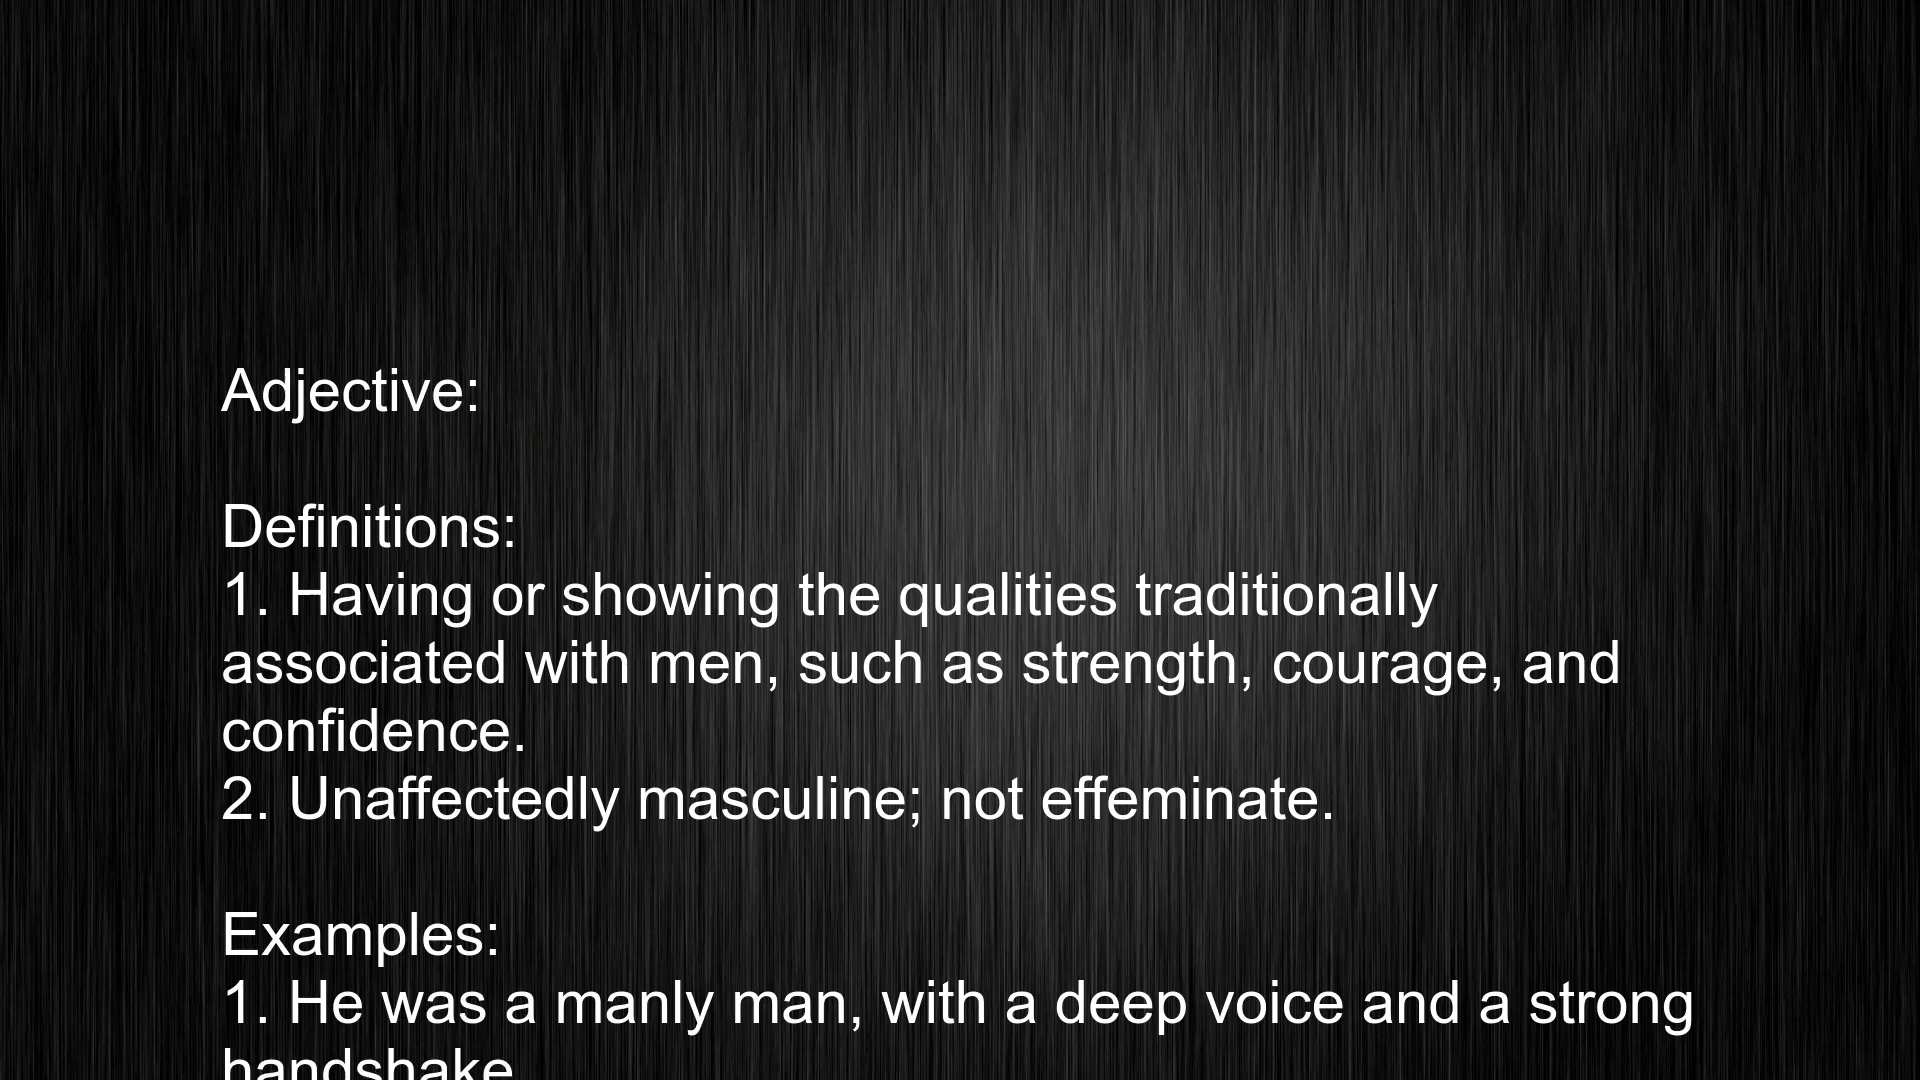 Adjective:
Definitions:
1. Having or showing the qualities traditionally
associated with men, such as strength, courage, and
confidence.
2. Unaffectedly masculine; not effeminate.
Examples:
1. He was a manly man, with a deep voice and a strong
handshake